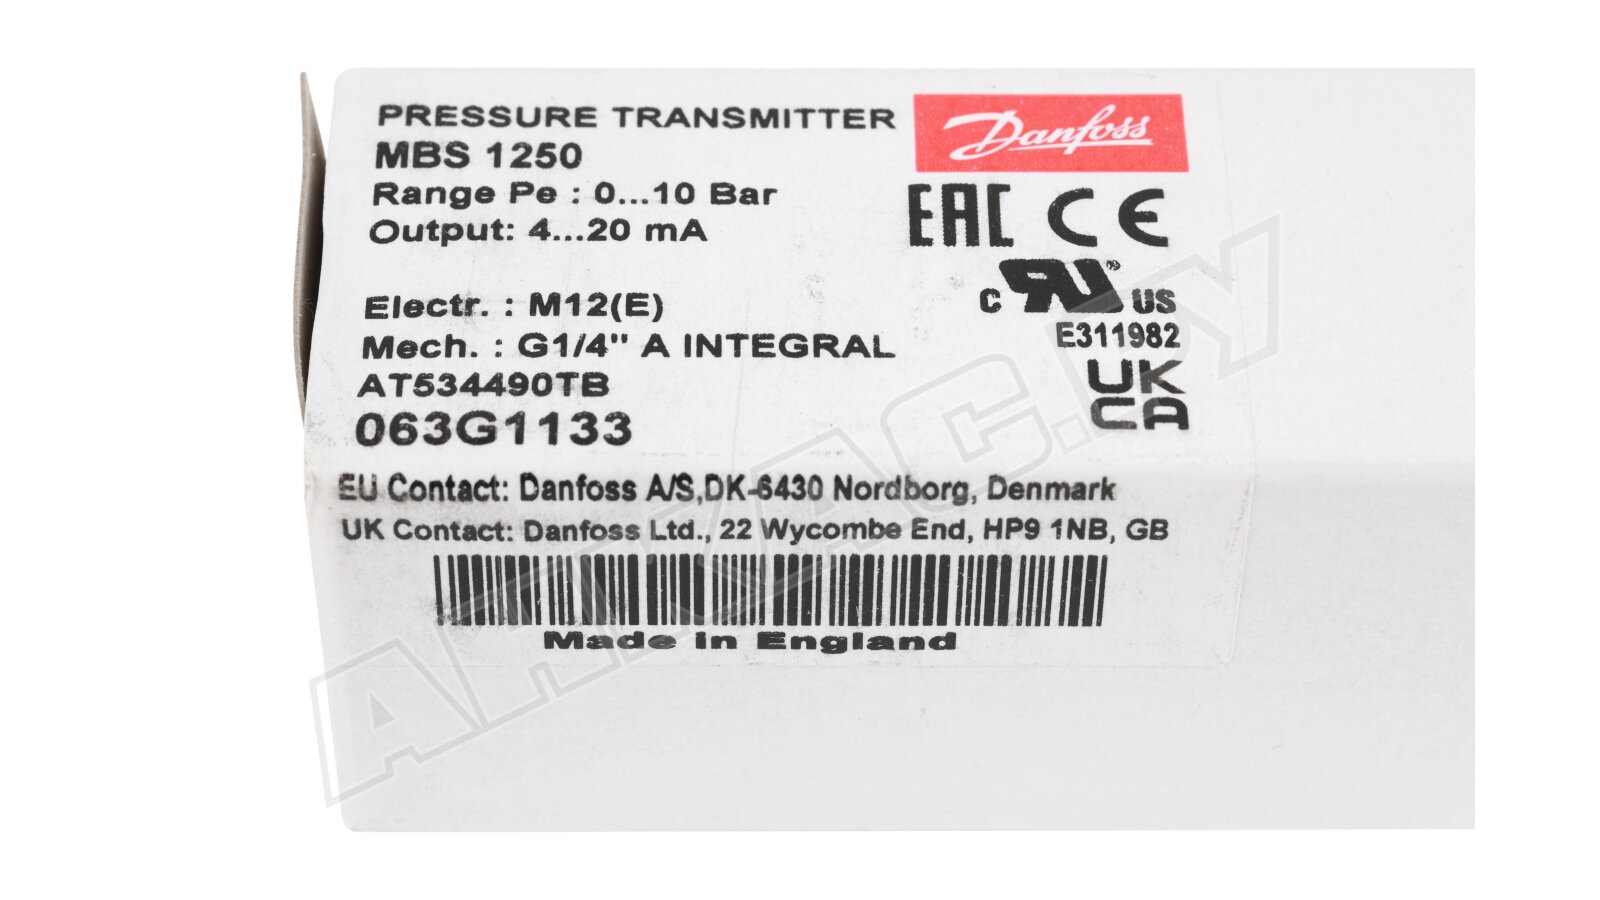 PRESSURE TRANSMITTER
Danfoss
MBS 1250
Range Pe : 0...10 Bar
Output: 4...20 mA
EAC CE
Electr. : M12(E)
c RU ® US
E311982
Mech. : G1/4" A INTEGRAL
AT534490TB
UK
CA
063G1133
EU Contact: Danfoss A/S,DK-6430 Nordborg, Denmark
UK Contact: Danfoss Ltd., 22 Wycombe End, HP9 1NB, GB
Made in England